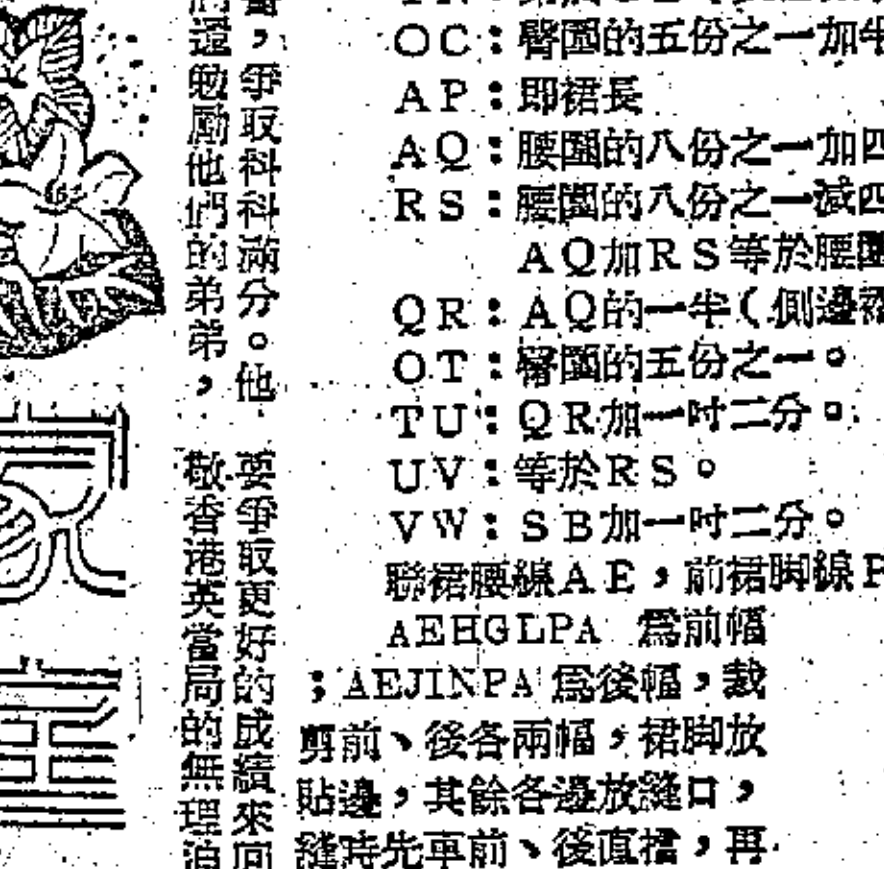 OC：臀圍的五份之一加半
AP：即裙長
AQ：腰圍的八份之一加四
RS：腰圍的八份之一減四
AQ加RS等於腰圍
QR：AQ的一半（側邊
OT：臀圍的五份之一。
TU：QR加一吋二分。
UV：等於RS。
VW：SB加一吋二分。
聯裙腰線AE，前裙脚線P
AEHGLPA 為前幅
；AEJINPA 為後幅，裁
剪前、後各兩幅，裙脚放
貼邊，其餘各邊放縫口，
縫時先車前、後直襠，再
，爭取科科滿分。他
還勉勵他們的弟弟，
要爭取更好的成績來回
敬香港英當局的無理迫